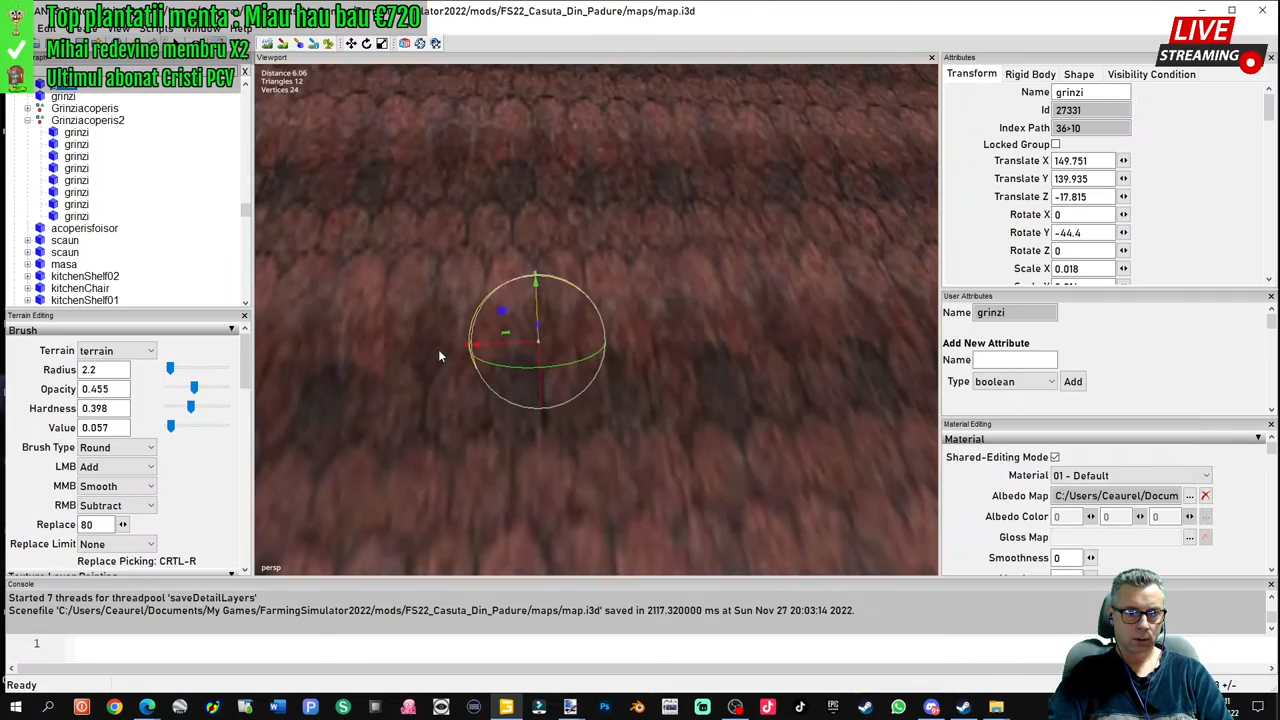 Top plantatii menta : Miau hau bau €720
Mihai redevine membru X2
Ultimul abonat Cristi PCV
LIVE
STREAMING
ucture2022/mods/FS22_Casuta_Din_Padure/maps/map.i3d
Viewport
Distance 6.06
Triangles 12
Vertices 24
persp
grinzi
Grinziacoperis
Grinziacoperis2
grinzi
grinzi
grinzi
grinzi
grinzi
grinzi
grinzi
grinzi
acoperisfoisor
scaun
scaun
masa
kitchenShelf02
kitchenChair
kitchenShelf01
Terrain Editing
Brush
Terrain terrain
Radius 2.2
Opacity 0.455
Hardness 0.398
Value 0.057
Brush Type Round
LMB Add
MMB Smooth
RMB Subtract
Replace 80
Replace Limit None
Replace Picking: CRTL-R
Attributes
Transform Rigid Body Shape Visibility Condition
Name grinzi
Id 27331
Index Path 36>10
Locked Group
Translate X 149.751
Translate Y 139.935
Translate Z -17.815
Rotate X 0
Rotate Y -44.4
Rotate Z 0
Scale X 0.018
User Attributes
Name grinzi
Add New Attribute
Name
Type boolean Add
Material Editing
Material
Shared-Editing Mode
Material 01 - Default
Albedo Map C:/Users/Ceaurel/Docum ...
Albedo Color 0 0 0
Gloss Map ...
Smoothness 0
Console
Started 7 threads for threadpool 'saveDetailLayers'
Scenefile 'C:/Users/Ceaurel/Documents/My Games/FarmingSimulator2022/mods/FS22_Casuta_Din_Padure/maps/map.i3d' saved in 2117.320000 ms at Sun Nov 27 20:03:14 2022.
1
Ready